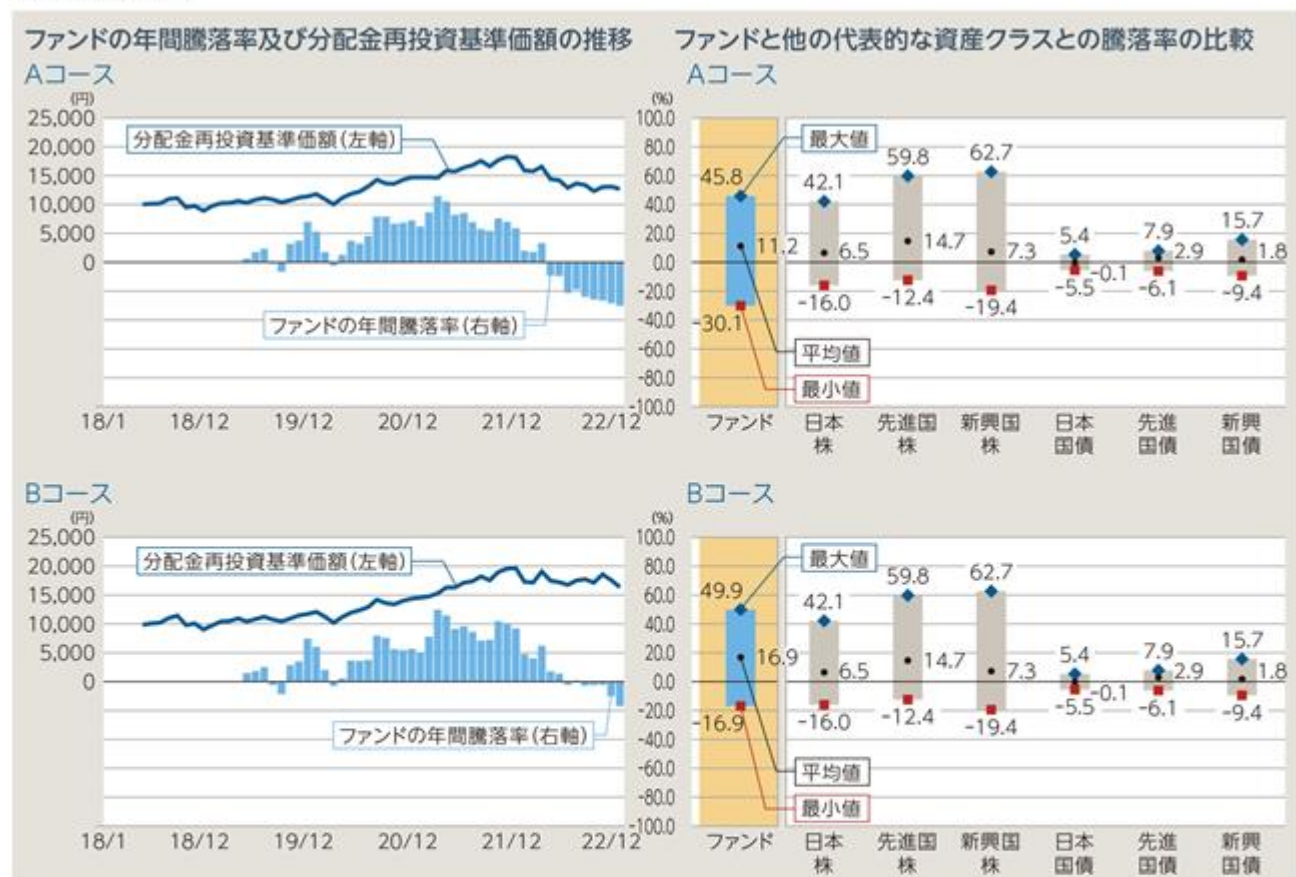 ファンドの年間騰落率及び分配金再投資基準価額の推移
Aコース
(円)
25,000
20,000
15,000
10,000
5,000
0
分配金再投資基準価額(左軸)
ファンドの年間騰落率(右軸)
18/1 18/12 19/12 20/12 21/12 22/12
ファンドと他の代表的な資産クラスとの騰落率の比較
Aコース
(%)
100.0
80.0
60.0
40.0
20.0
0.0
-20.0
-40.0
-60.0
-80.0
-100.0
最大値
平均値
最小値
45.8 42.1 59.8 62.7 5.4 7.9 15.7
11.2 6.5 14.7 7.3 -0.1 2.9 1.8
-30.1 -16.0 -12.4 -19.4 -5.5 -6.1 -9.4
ファンド 日本株 先進国株 新興国株 日本国債 先進国債 新興国債
Bコース
(円)
25,000
20,000
15,000
10,000
5,000
0
分配金再投資基準価額(左軸)
ファンドの年間騰落率(右軸)
18/1 18/12 19/12 20/12 21/12 22/12
Bコース
(%)
100.0
80.0
60.0
40.0
20.0
0.0
-20.0
-40.0
-60.0
-80.0
-100.0
最大値
平均値
最小値
49.9 42.1 59.8 62.7 5.4 7.9 15.7
16.9 6.5 14.7 7.3 -0.1 2.9 1.8
-16.9 -16.0 -12.4 -19.4 -5.5 -6.1 -9.4
ファンド 日本株 先進国株 新興国株 日本国債 先進国債 新興国債